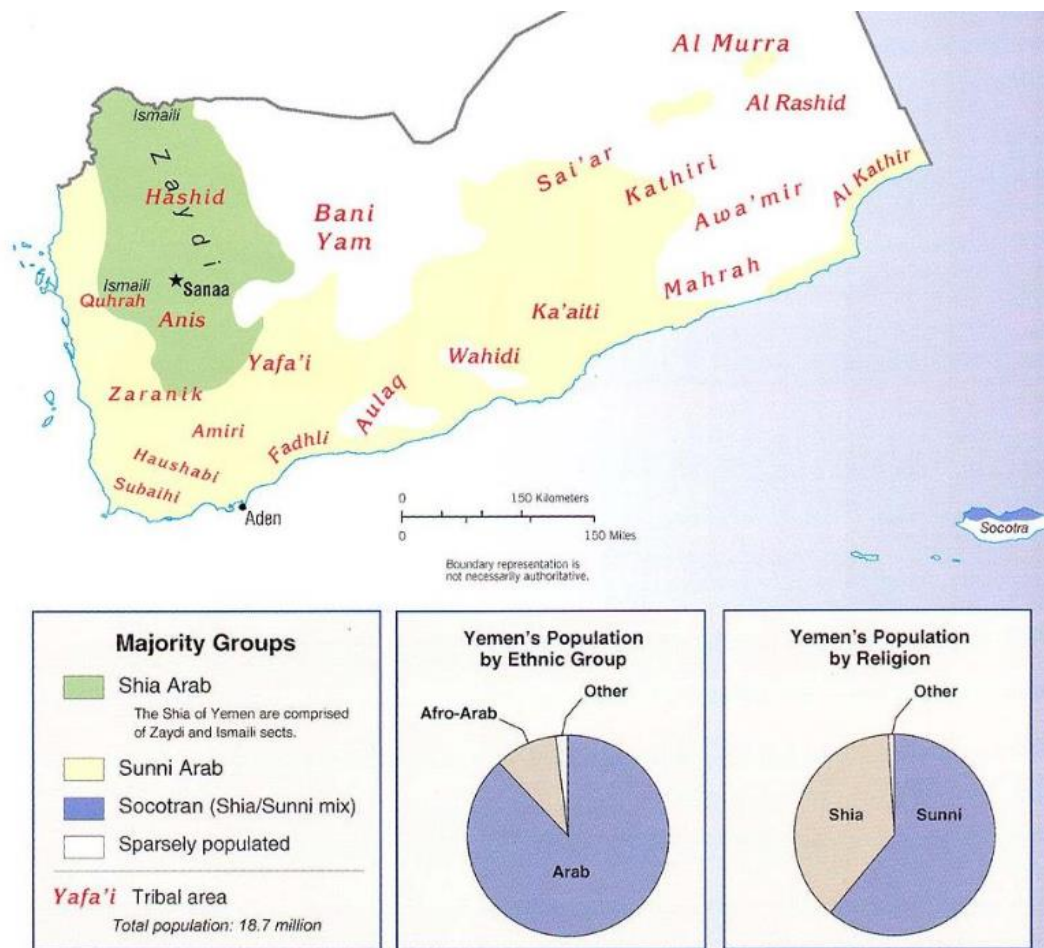 Al Murra
Al Rashid
Ismaili
Zaydi
Hashid
Sai'ar
Kathiri
Al Kathir
Awa'mir
Bani
Yam
Mahrah
Ismaili
Sanaa
Quhrah
Anis
Ka'aiti
Wahidi
Yafa'i
Zaranik
Aulaq
Amiri
Fadhli
Haushabi
Subaihi
Aden
0 150 Kilometers
0 150 Miles
Boundary representation is
not necessarily authoritative.
Socotra
Majority Groups
Shia Arab
The Shia of Yemen are comprised
of Zaydi and Ismaili sects.
Sunni Arab
Socotran (Shia/Sunni mix)
Sparsely populated
Yafa'i Tribal area
Total population: 18.7 million
Yemen's Population
by Ethnic Group
Other
Afro-Arab
Arab
Yemen's Population
by Religion
Other
Shia
Sunni